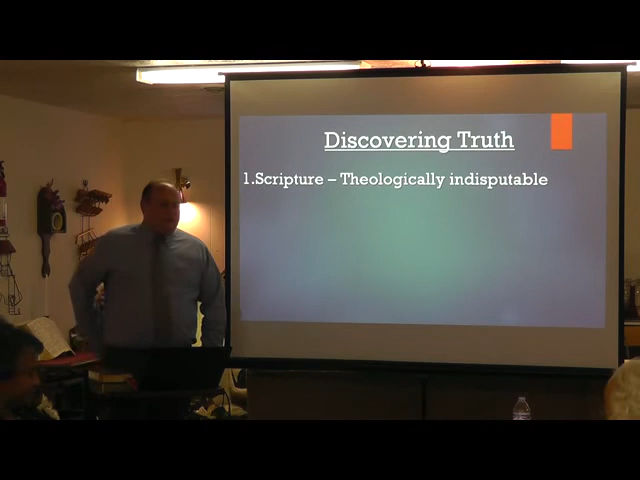 Discovering Truth
1.Scripture – Theologically indisputable